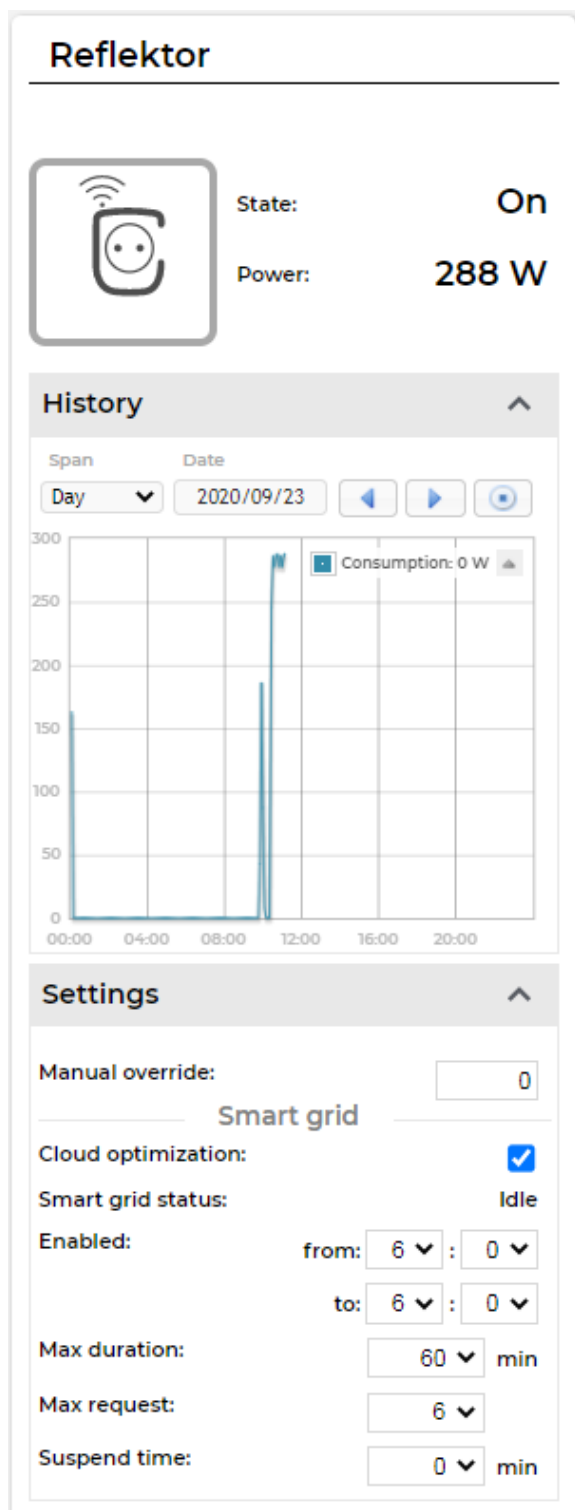 Reflektor
State: On
Power: 288 W
History
Span Date
Day 2020/09/23
300
Consumption: 0 W
250
200
150
100
50
0
00:00 04:00 08:00 12:00 16:00 20:00
Settings
Manual override: 0
Smart grid
Cloud optimization:
Smart grid status: Idle
Enabled: from: 6 : 0
to: 6 : 0
Max duration: 60 min
Max request: 6
Suspend time: 0 min